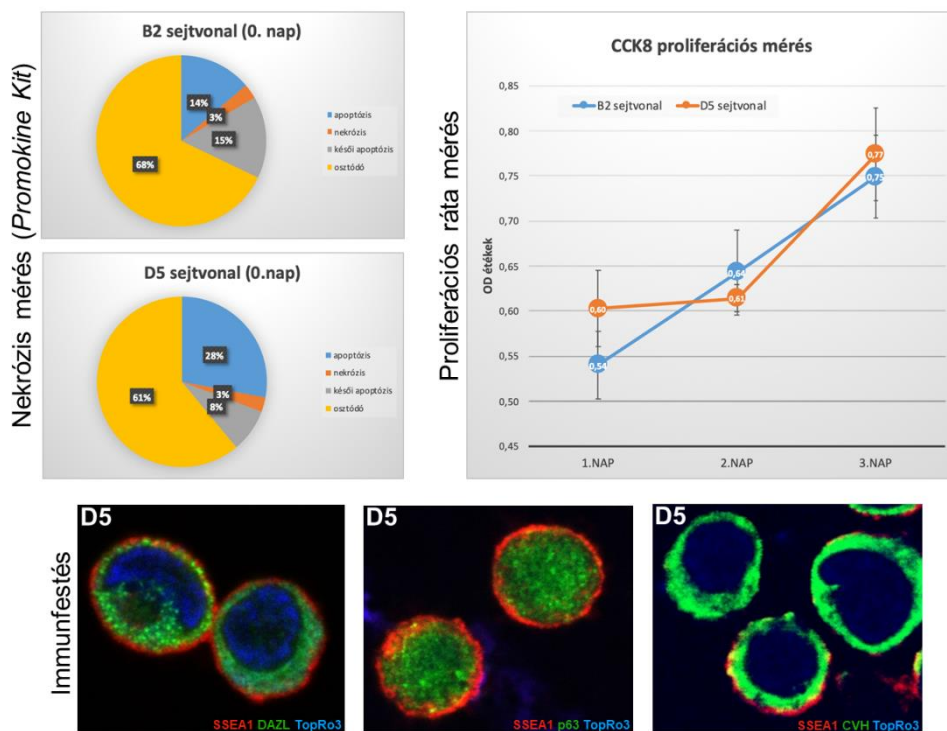 Nekrózis mérés (Promokine Kit)
B2 sejtvonal (0. nap)
14%
3%
15%
68%
apoptózis
nekrózis
késői apoptózis
osztódó
D5 sejtvonal (0.nap)
28%
3%
8%
61%
apoptózis
nekrózis
késői apoptózis
osztódó
Proliferációs ráta mérés
CCK8 proliferációs mérés
B2 sejtvonal
D5 sejtvonal
OD étékek
0,85
0,80
0,75
0,70
0,65
0,60
0,55
0,50
0,45
0,60
0,54
0,64
0,61
0,77
0,75
1.NAP
2.NAP
3.NAP
Immunfestés
D5
SSEA1 DAZL TopRo3
D5
SSEA1 p63 TopRo3
D5
SSEA1 CVH TopRo3